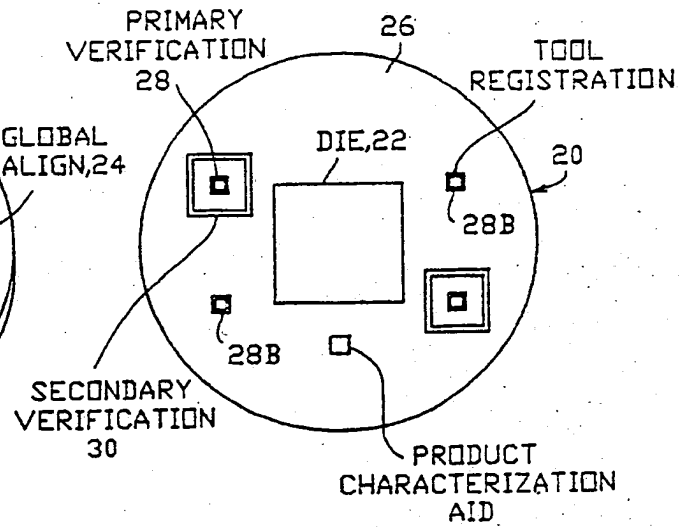 PRIMARY
VERIFICATION
28
26
TOOL
REGISTRATION
GLOBAL
ALIGN,24
DIE,22
20
28B
28B
SECONDARY
VERIFICATION
30
PRODUCT
CHARACTERIZATION
AID